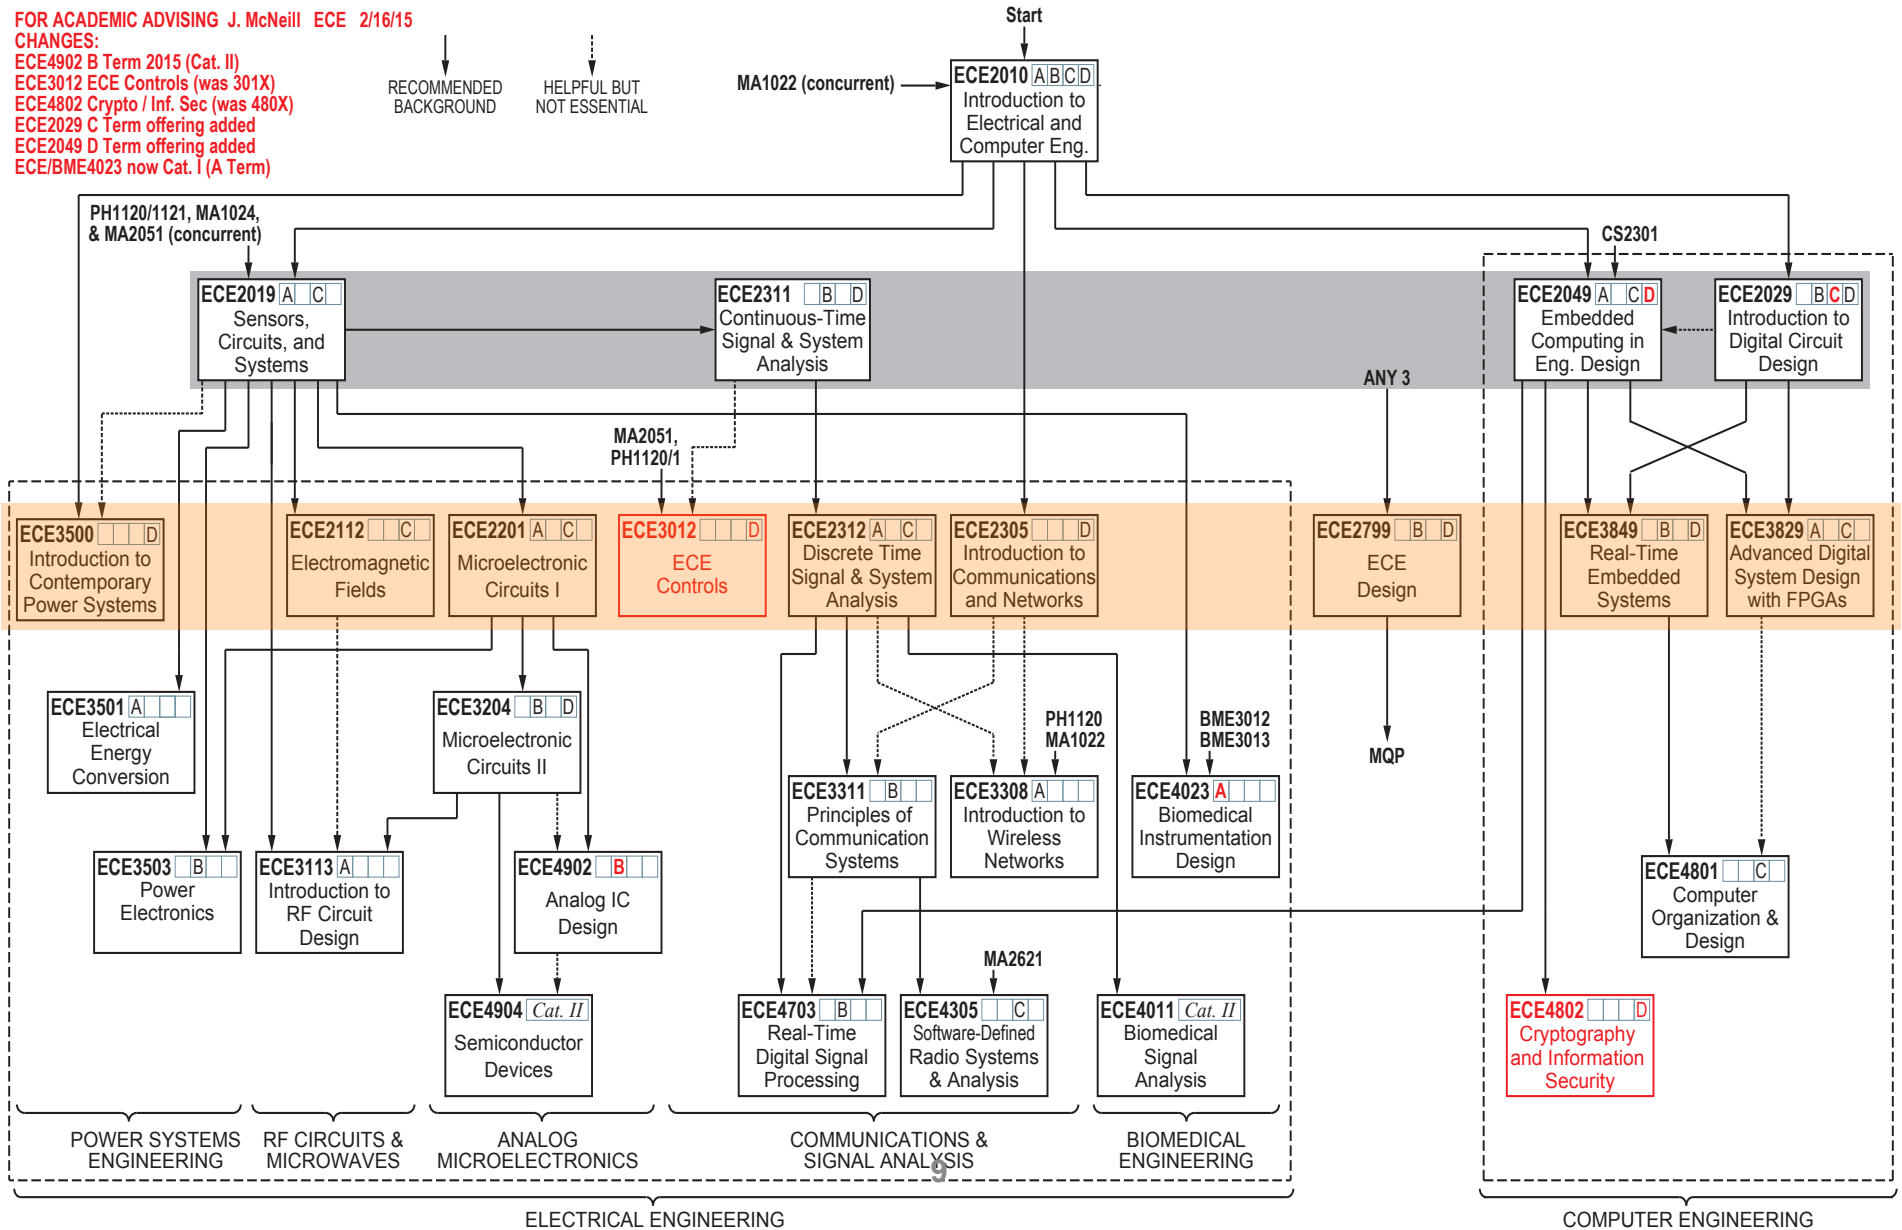 FOR ACADEMIC ADVISING J. McNeill ECE 2/16/15
CHANGES:
ECE4902 B Term 2015 (Cat. II)
ECE3012 ECE Controls (was 301X)
ECE4802 Crypto / Inf. Sec (was 480X)
ECE2029 C Term offering added
ECE2049 D Term offering added
ECE/BME4023 now Cat. I (A Term)
RECOMMENDED
BACKGROUND
HELPFUL BUT
NOT ESSENTIAL
Start
MA1022 (concurrent)
ECE2010 A B C D
Introduction to
Electrical and
Computer Eng.
PH1120/1121, MA1024,
& MA2051 (concurrent)
CS2301
ECE2019 A C
Sensors,
Circuits, and
Systems
ECE2311 B D
Continuous-Time
Signal & System
Analysis
ECE2049 A C D
Embedded
Computing in
Eng. Design
ECE2029 B C D
Introduction to
Digital Circuit
Design
ANY 3
MA2051,
PH1120/1
ECE3500 D
Introduction to
Contemporary
Power Systems
ECE2112 C
Electromagnetic
Fields
ECE2201 A C
Microelectronic
Circuits I
ECE3012 D
ECE
Controls
ECE2312 A C
Discrete Time
Signal & System
Analysis
ECE2305 D
Introduction to
Communications
and Networks
ECE2799 B D
ECE
Design
ECE3849 B D
Real-Time
Embedded
Systems
ECE3829 A C
Advanced Digital
System Design
with FPGAs
ECE3501 A
Electrical
Energy
Conversion
ECE3204 B D
Microelectronic
Circuits II
PH1120
MA1022
BME3012
BME3013
MQP
ECE3311 B
Principles of
Communication
Systems
ECE3308 A
Introduction to
Wireless
Networks
ECE4023 A
Biomedical
Instrumentation
Design
ECE3503 B
Power
Electronics
ECE3113 A
Introduction to
RF Circuit
Design
ECE4902 B
Analog IC
Design
ECE4801 C
Computer
Organization &
Design
MA2621
ECE4904 Cat. II
Semiconductor
Devices
ECE4703 B
Real-Time
Digital Signal
Processing
ECE4305 C
Software-Defined
Radio Systems
& Analysis
ECE4011 Cat. II
Biomedical
Signal
Analysis
ECE4802 D
Cryptography
and Information
Security
POWER SYSTEMS
ENGINEERING
RF CIRCUITS &
MICROWAVES
ANALOG
MICROELECTRONICS
COMMUNICATIONS &
SIGNAL ANALYSIS
BIOMEDICAL
ENGINEERING
9
ELECTRICAL ENGINEERING
COMPUTER ENGINEERING